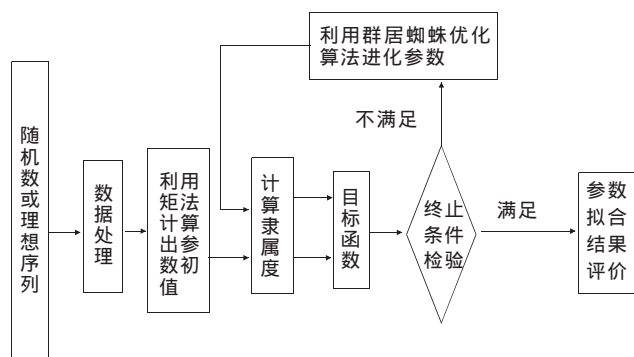 利用群居蜘蛛优化
算法进化参数
不满足
随机数或理想序列
数据处理
利用
矩法
计算
出参
数初
值
计算隶属度
目标函数
终止
条件
检验
满足
参数
拟合
结果
评价